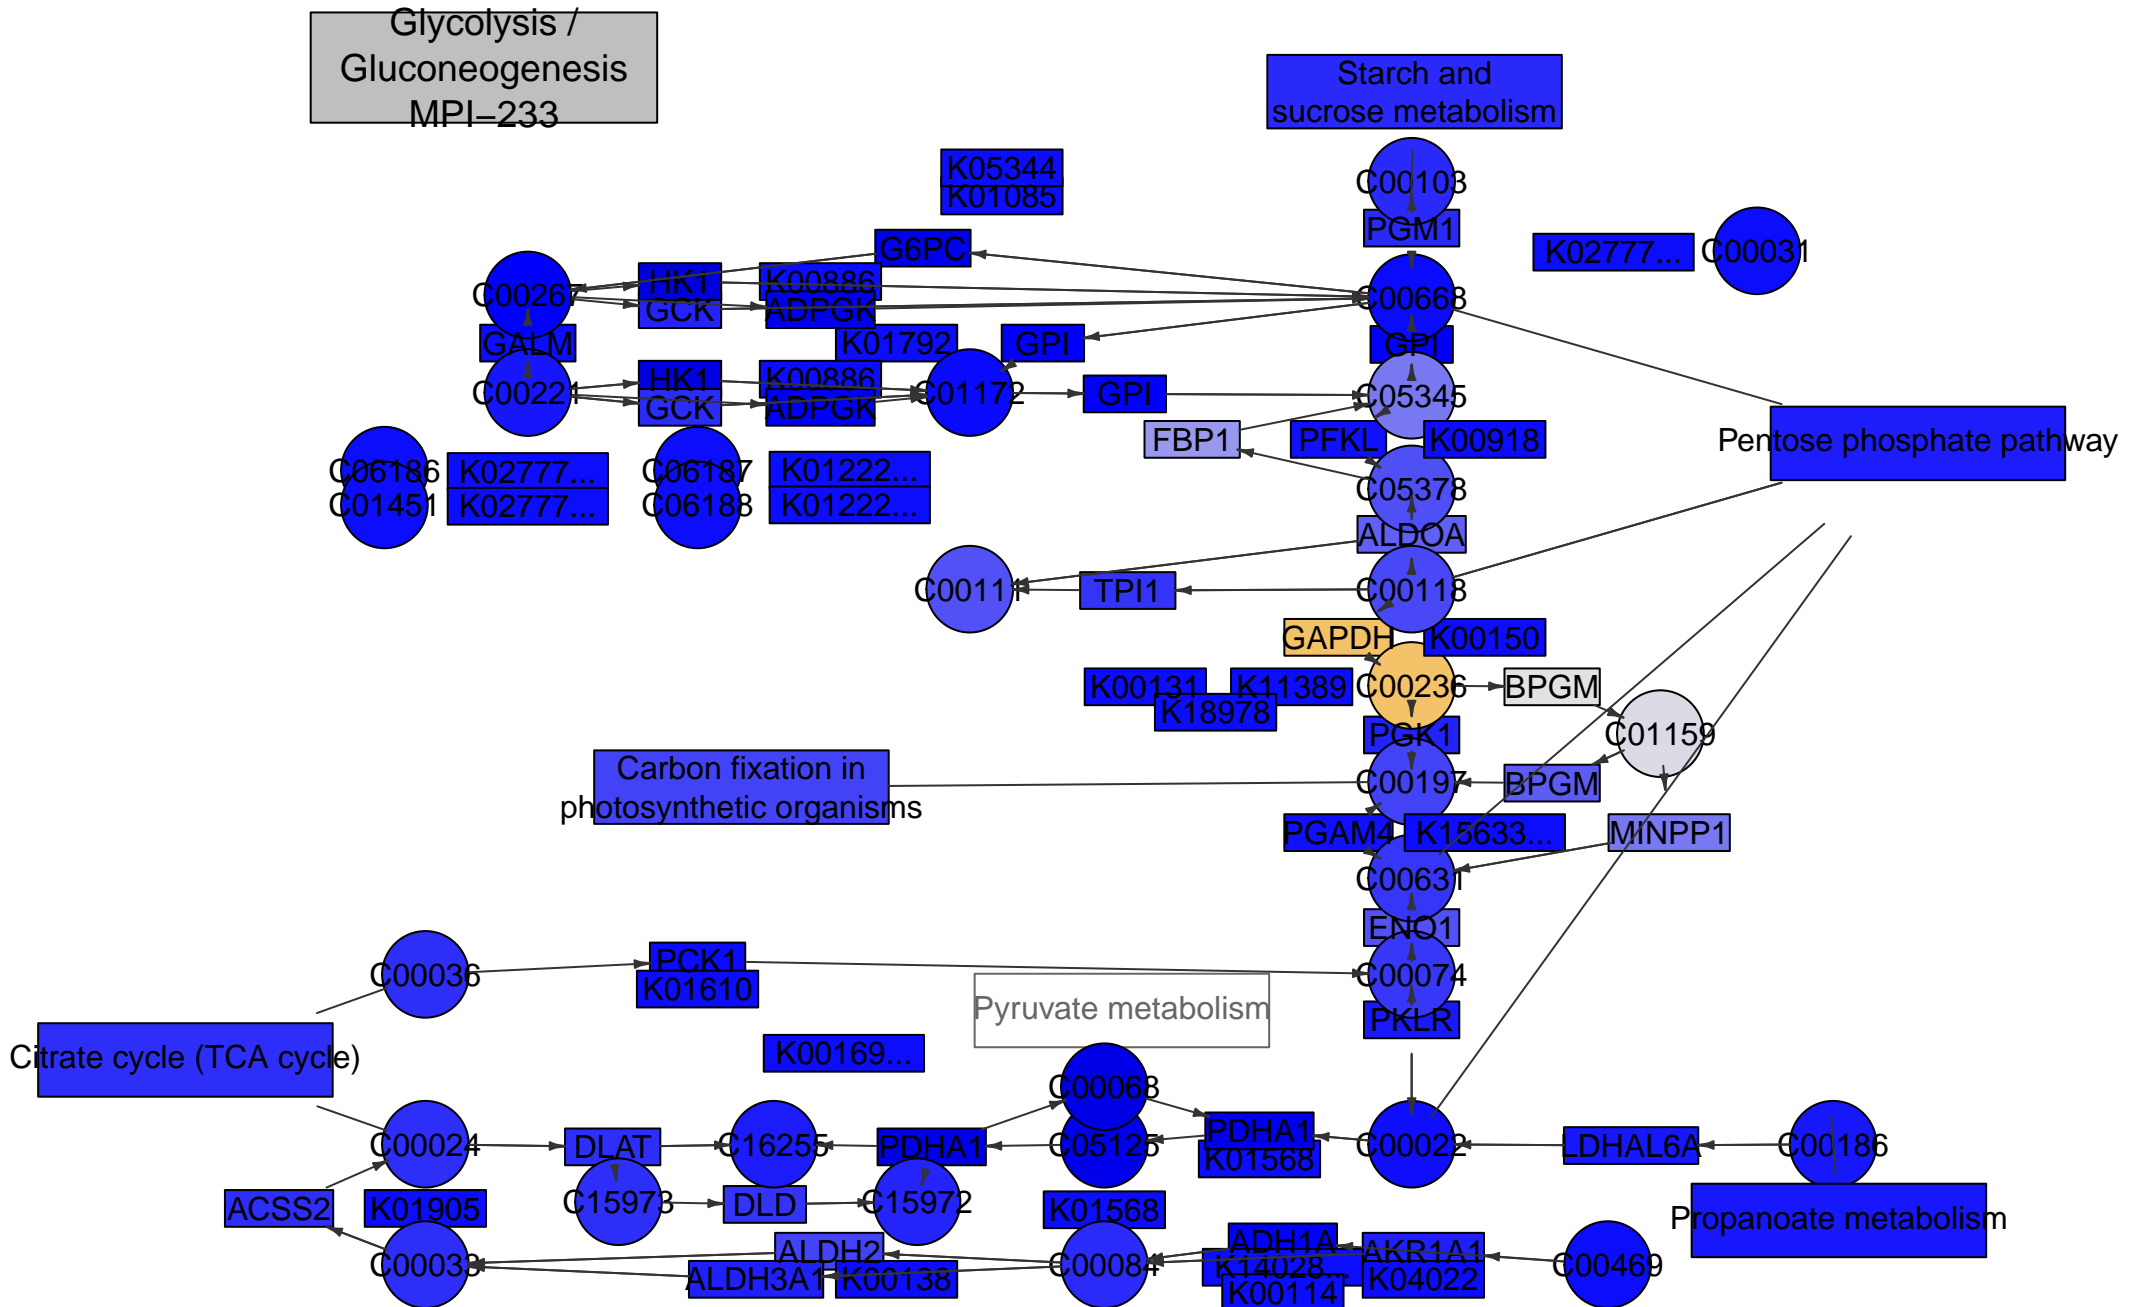 Glycolysis /
Gluconeogenesis
MPI–233
Starch and
sucrose metabolism
K05344
K01085
C00103
PGM1
G6PC
K02777...
C00031
C00267
HK1
K00886
GCK
ADPGK
C00668
GALM
K01792
GPI
GPI
C00221
HK1
K00886
GCK
ADPGK
C01172
GPI
C05345
FBP1
PFKL
K00918
Pentose phosphate pathway
C06186
K02777...
C06187
K01222...
C01451
K02777...
C06188
K01222...
C05378
ALDOA
C00111
TPI1
C00118
GAPDH
K00150
K00131
K11389
K18978
C00236
BPGM
PGK1
C01159
Carbon fixation in
photosynthetic organisms
C00197
BPGM
PGAM4
K15633...
MINPP1
C00631
ENO1
C00036
PCK1
K01610
C00074
Pyruvate metabolism
PKLR
Citrate cycle (TCA cycle)
K00169...
C00068
C00024
DLAT
C16255
PDHA1
C05125
PDHA1
K01568
C00022
LDHAL6A
C00186
ACSS2
K01905
C15973
DLD
C15972
K01568
Propanoate metabolism
C00033
ALDH2
ALDH3A1
K00138
C00084
ADH1A
K14028...
K00114
AKR1A1
K04022
C00469